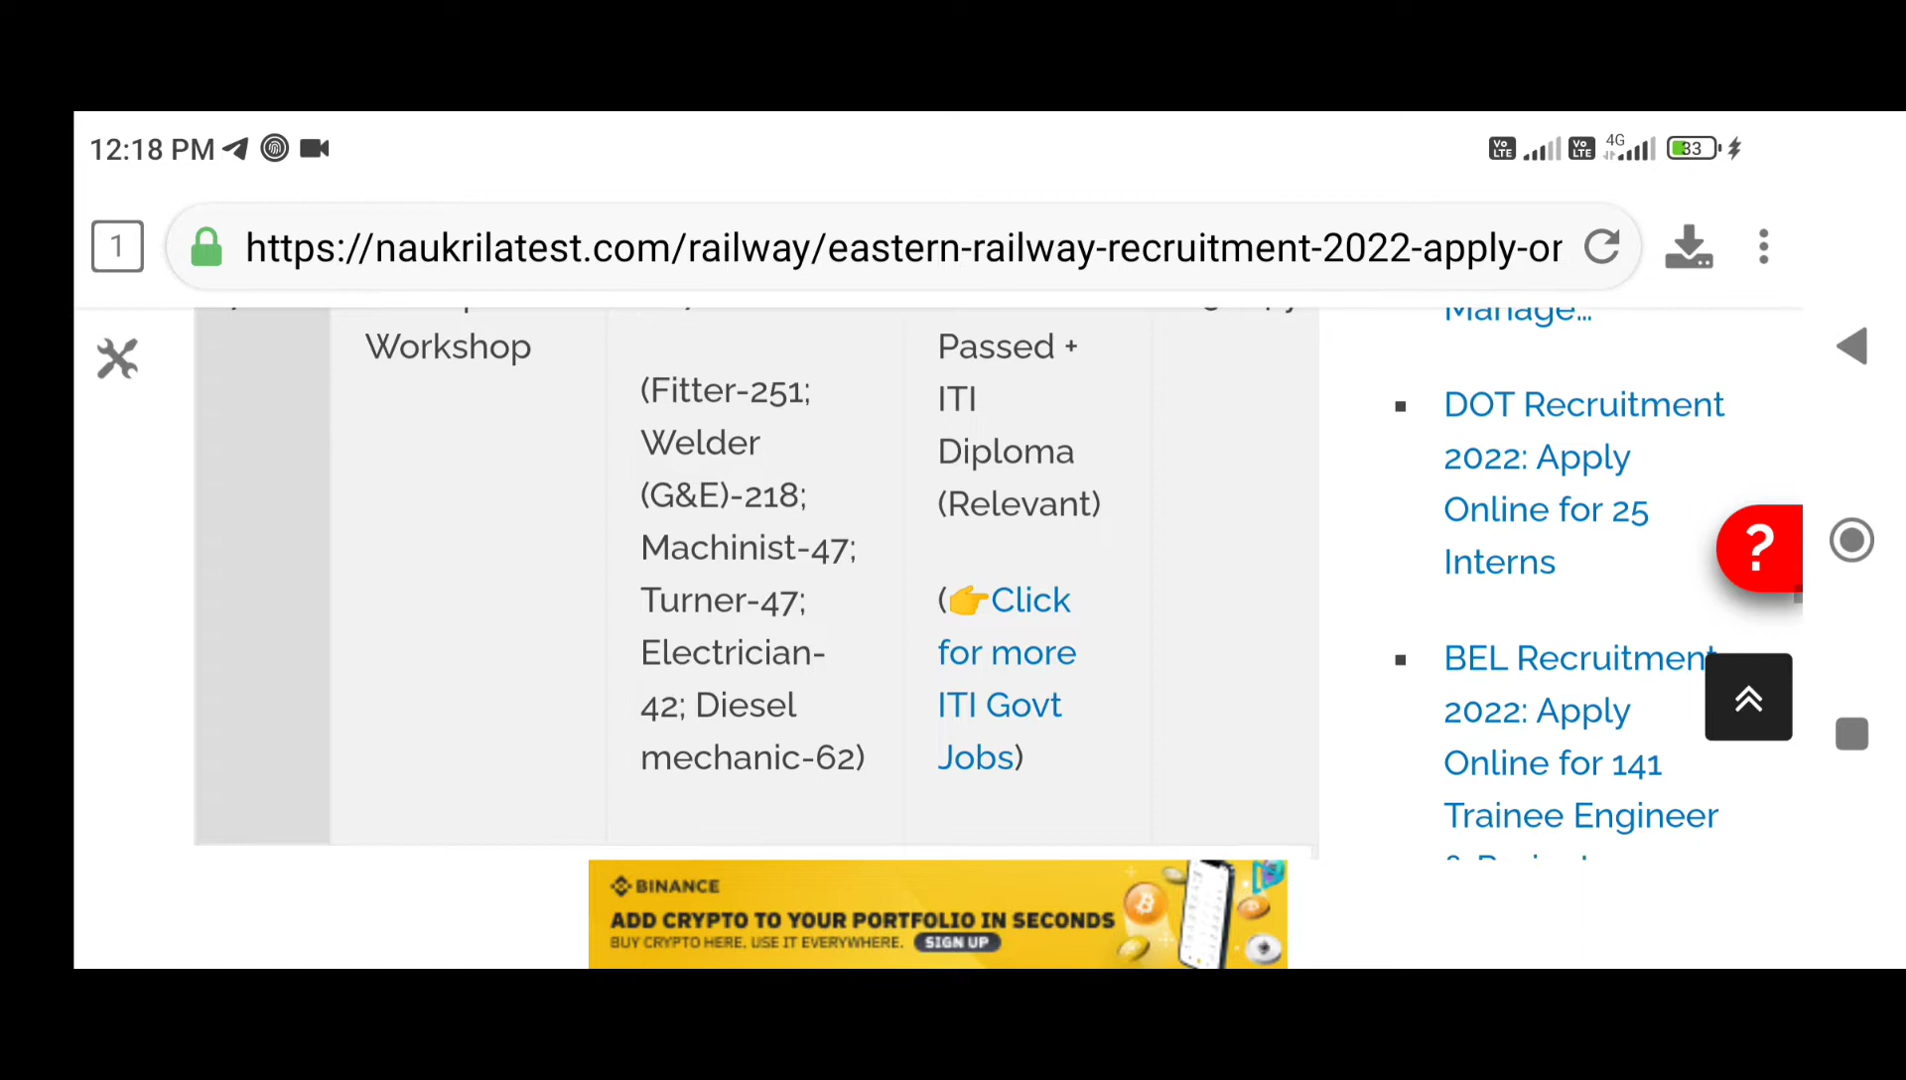 12:18 PM
4G
33
1
https://naukrilatest.com/railway/eastern-railway-recruitment-2022-apply-or
Workshop
(Fitter-251;
Welder
(G&E)-218;
Machinist-47;
Turner-47;
Electrician-
42; Diesel
mechanic-62)
Passed +
ITI
Diploma
(Relevant)
(👉Click
for more
ITI Govt
Jobs)
Manage...
▪ DOT Recruitment
2022: Apply
Online for 25
Interns
▪ BEL Recruitment
2022: Apply
Online for 141
Trainee Engineer
?
BINANCE
ADD CRYPTO TO YOUR PORTFOLIO IN SECONDS
BUY CRYPTO HERE, USE IT EVERYWHERE. SIGN UP